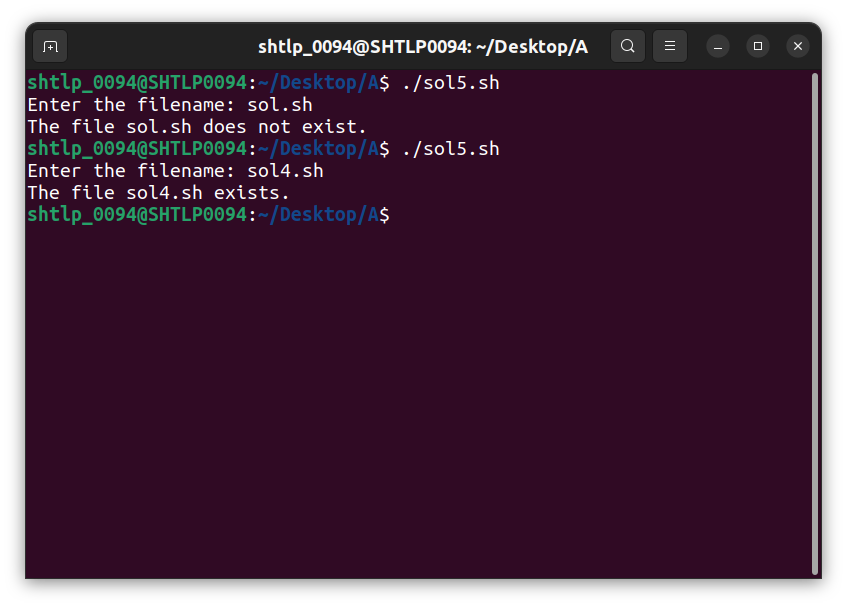 shtlp_0094@SHTLP0094: ~/Desktop/A
shtlp_0094@SHTLP0094:~/Desktop/A$ ./sol5.sh
Enter the filename: sol.sh
The file sol.sh does not exist.
shtlp_0094@SHTLP0094:~/Desktop/A$ ./sol5.sh
Enter the filename: sol4.sh
The file sol4.sh exists.
shtlp_0094@SHTLP0094:~/Desktop/A$